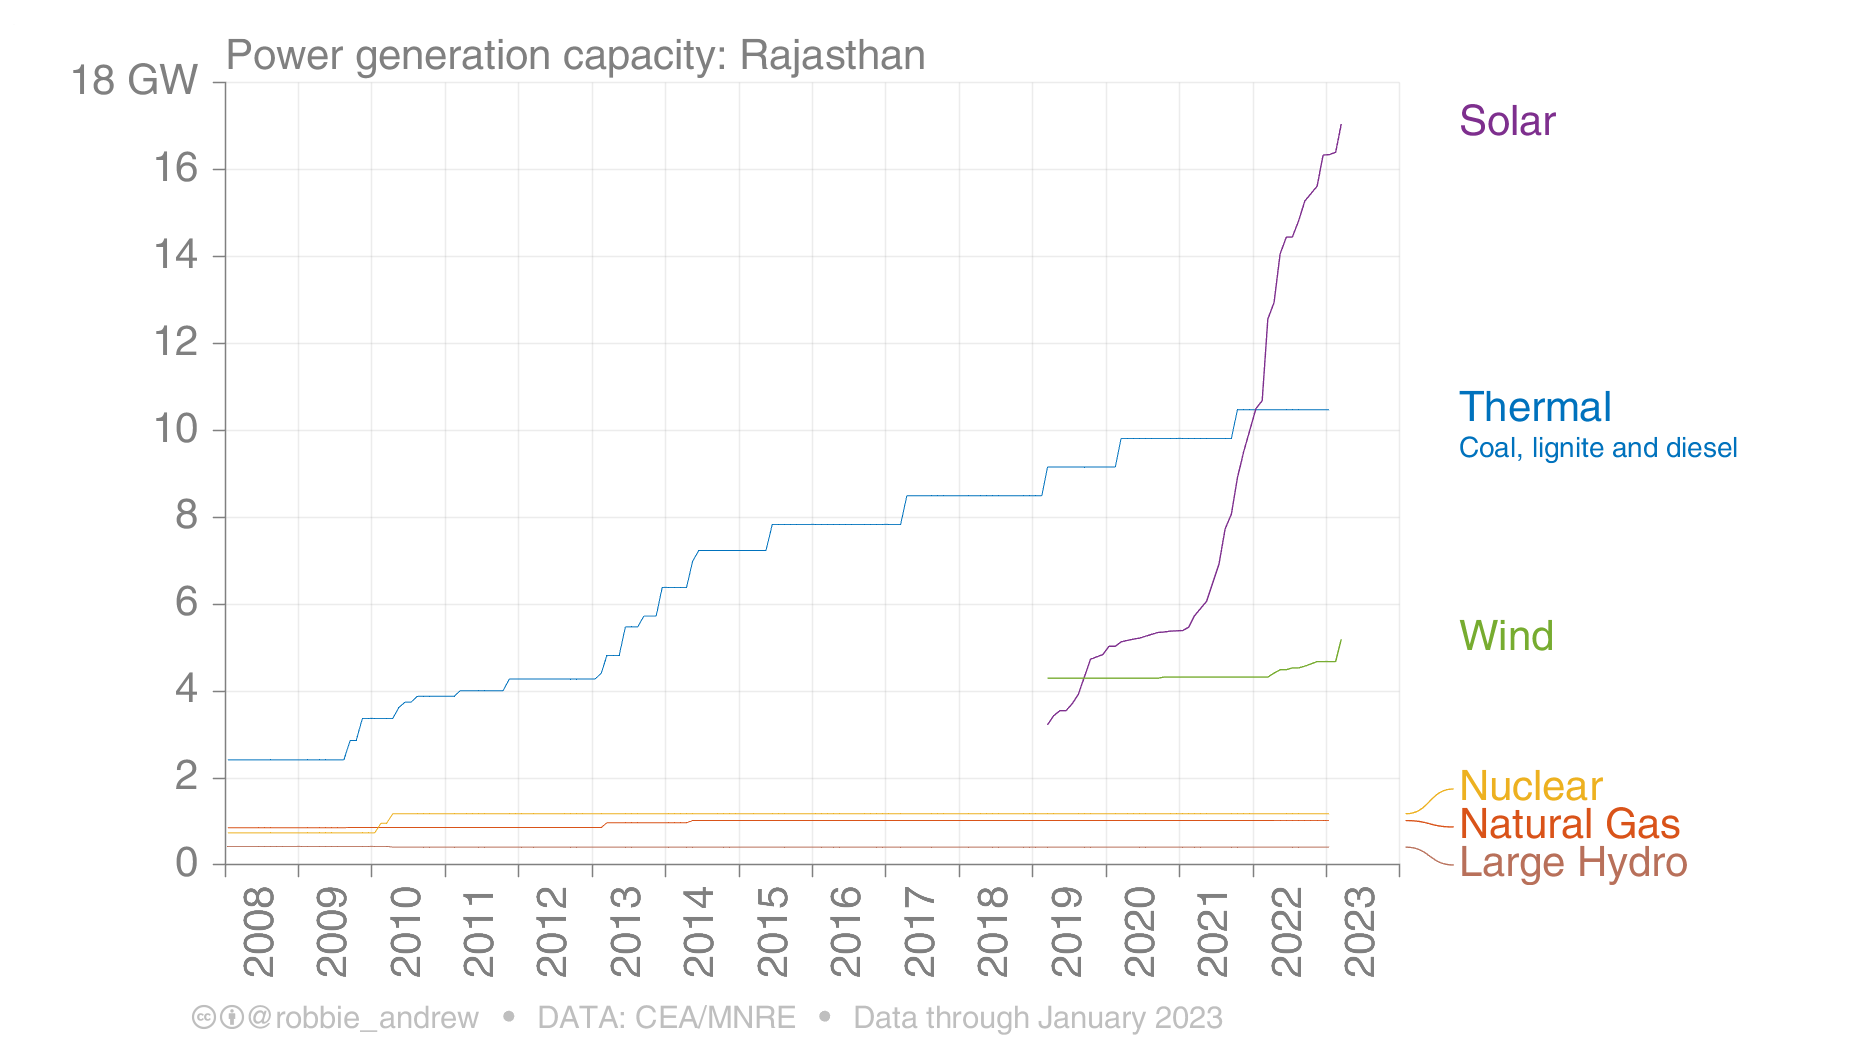 Power generation capacity: Rajasthan
18 GW
16
14
12
10
8
6
4
2
0
Solar
Thermal
Coal, lignite and diesel
Wind
Nuclear
Natural Gas
Large Hydro
2008 2009 2010 2011 2012 2013 2014 2015 2016 2017 2018 2019 2020 2021 2022 2023
cc @robbie_andrew • DATA: CEA/MNRE • Data through January 2023